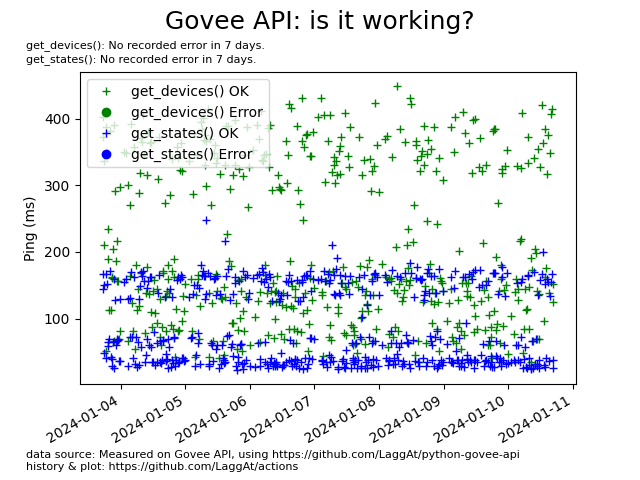 Govee API: is it working?
get_devices(): No recorded error in 7 days.
get_states(): No recorded error in 7 days.
get_devices() OK
get_devices() Error
get_states() OK
get_states() Error
Ping (ms)
400
300
200
100
2024-01-04
2024-01-05
2024-01-06
2024-01-07
2024-01-08
2024-01-09
2024-01-10
2024-01-11
data source: Measured on Govee API, using https://github.com/LaggAt/python-govee-api
history & plot: https://github.com/LaggAt/actions